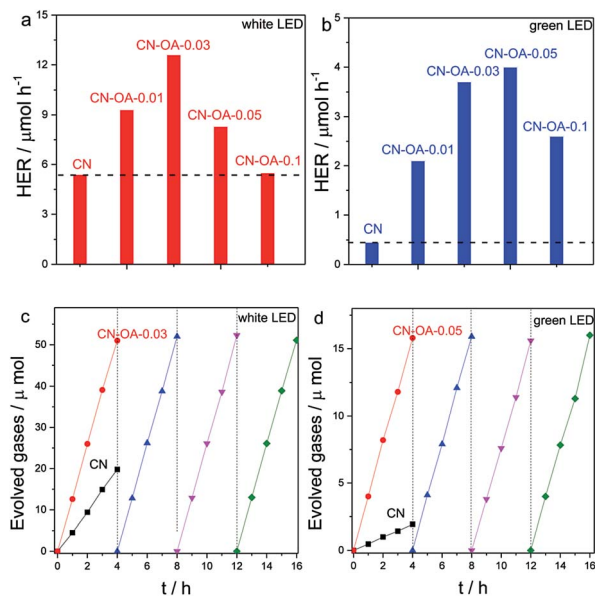 a
white LED
15
12
9
6
3
0
HER / μmol h⁻¹
CN
CN-OA-0.01
CN-OA-0.03
CN-OA-0.05
CN-OA-0.1
b
green LED
5
4
3
2
1
0
HER / μmol h⁻¹
CN
CN-OA-0.01
CN-OA-0.03
CN-OA-0.05
CN-OA-0.1
c
white LED
CN-OA-0.03
CN
50
40
30
20
10
0
Evolved gases / μ mol
0 2 4 6 8 10 12 14 16
t / h
d
green LED
CN-OA-0.05
CN
15
10
5
0
Evolved gases / μ mol
0 2 4 6 8 10 12 14 16
t / h